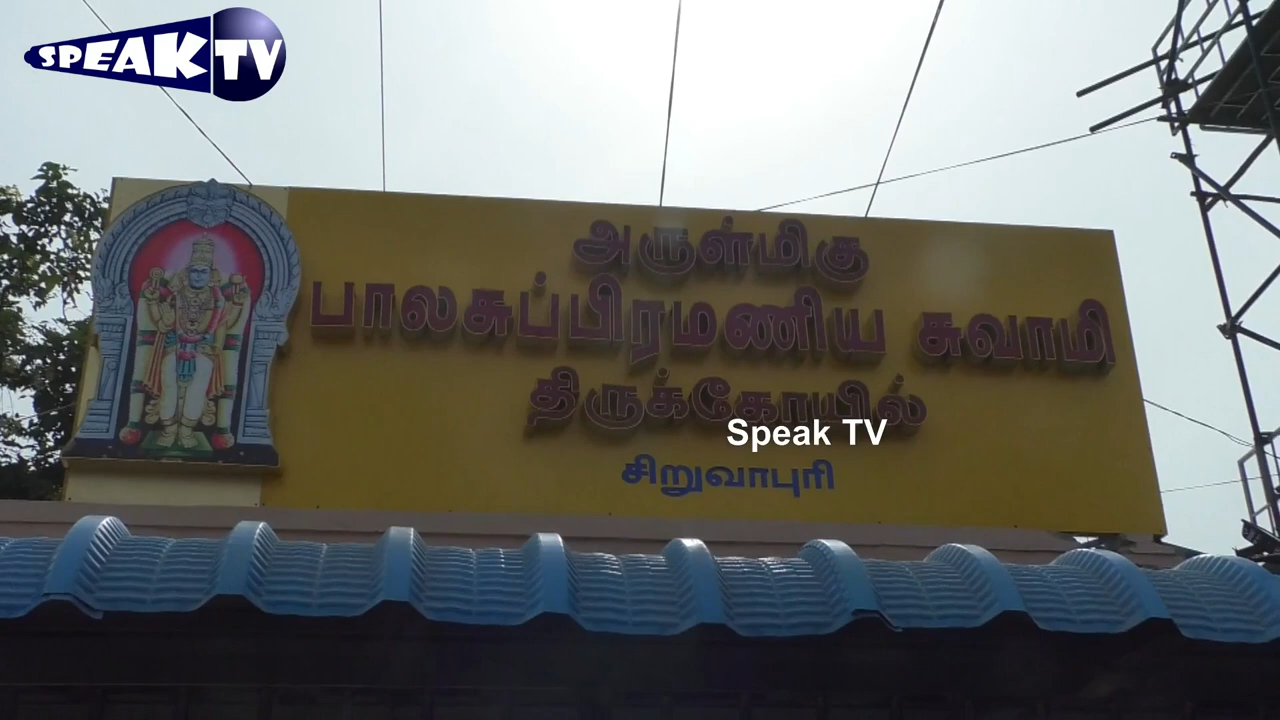 SPEAK TV
அருள்மிகு
பாலசுப்பிரமணிய சுவாமி
திருக்கோயில்
Speak TV
சிறுவாபுரி